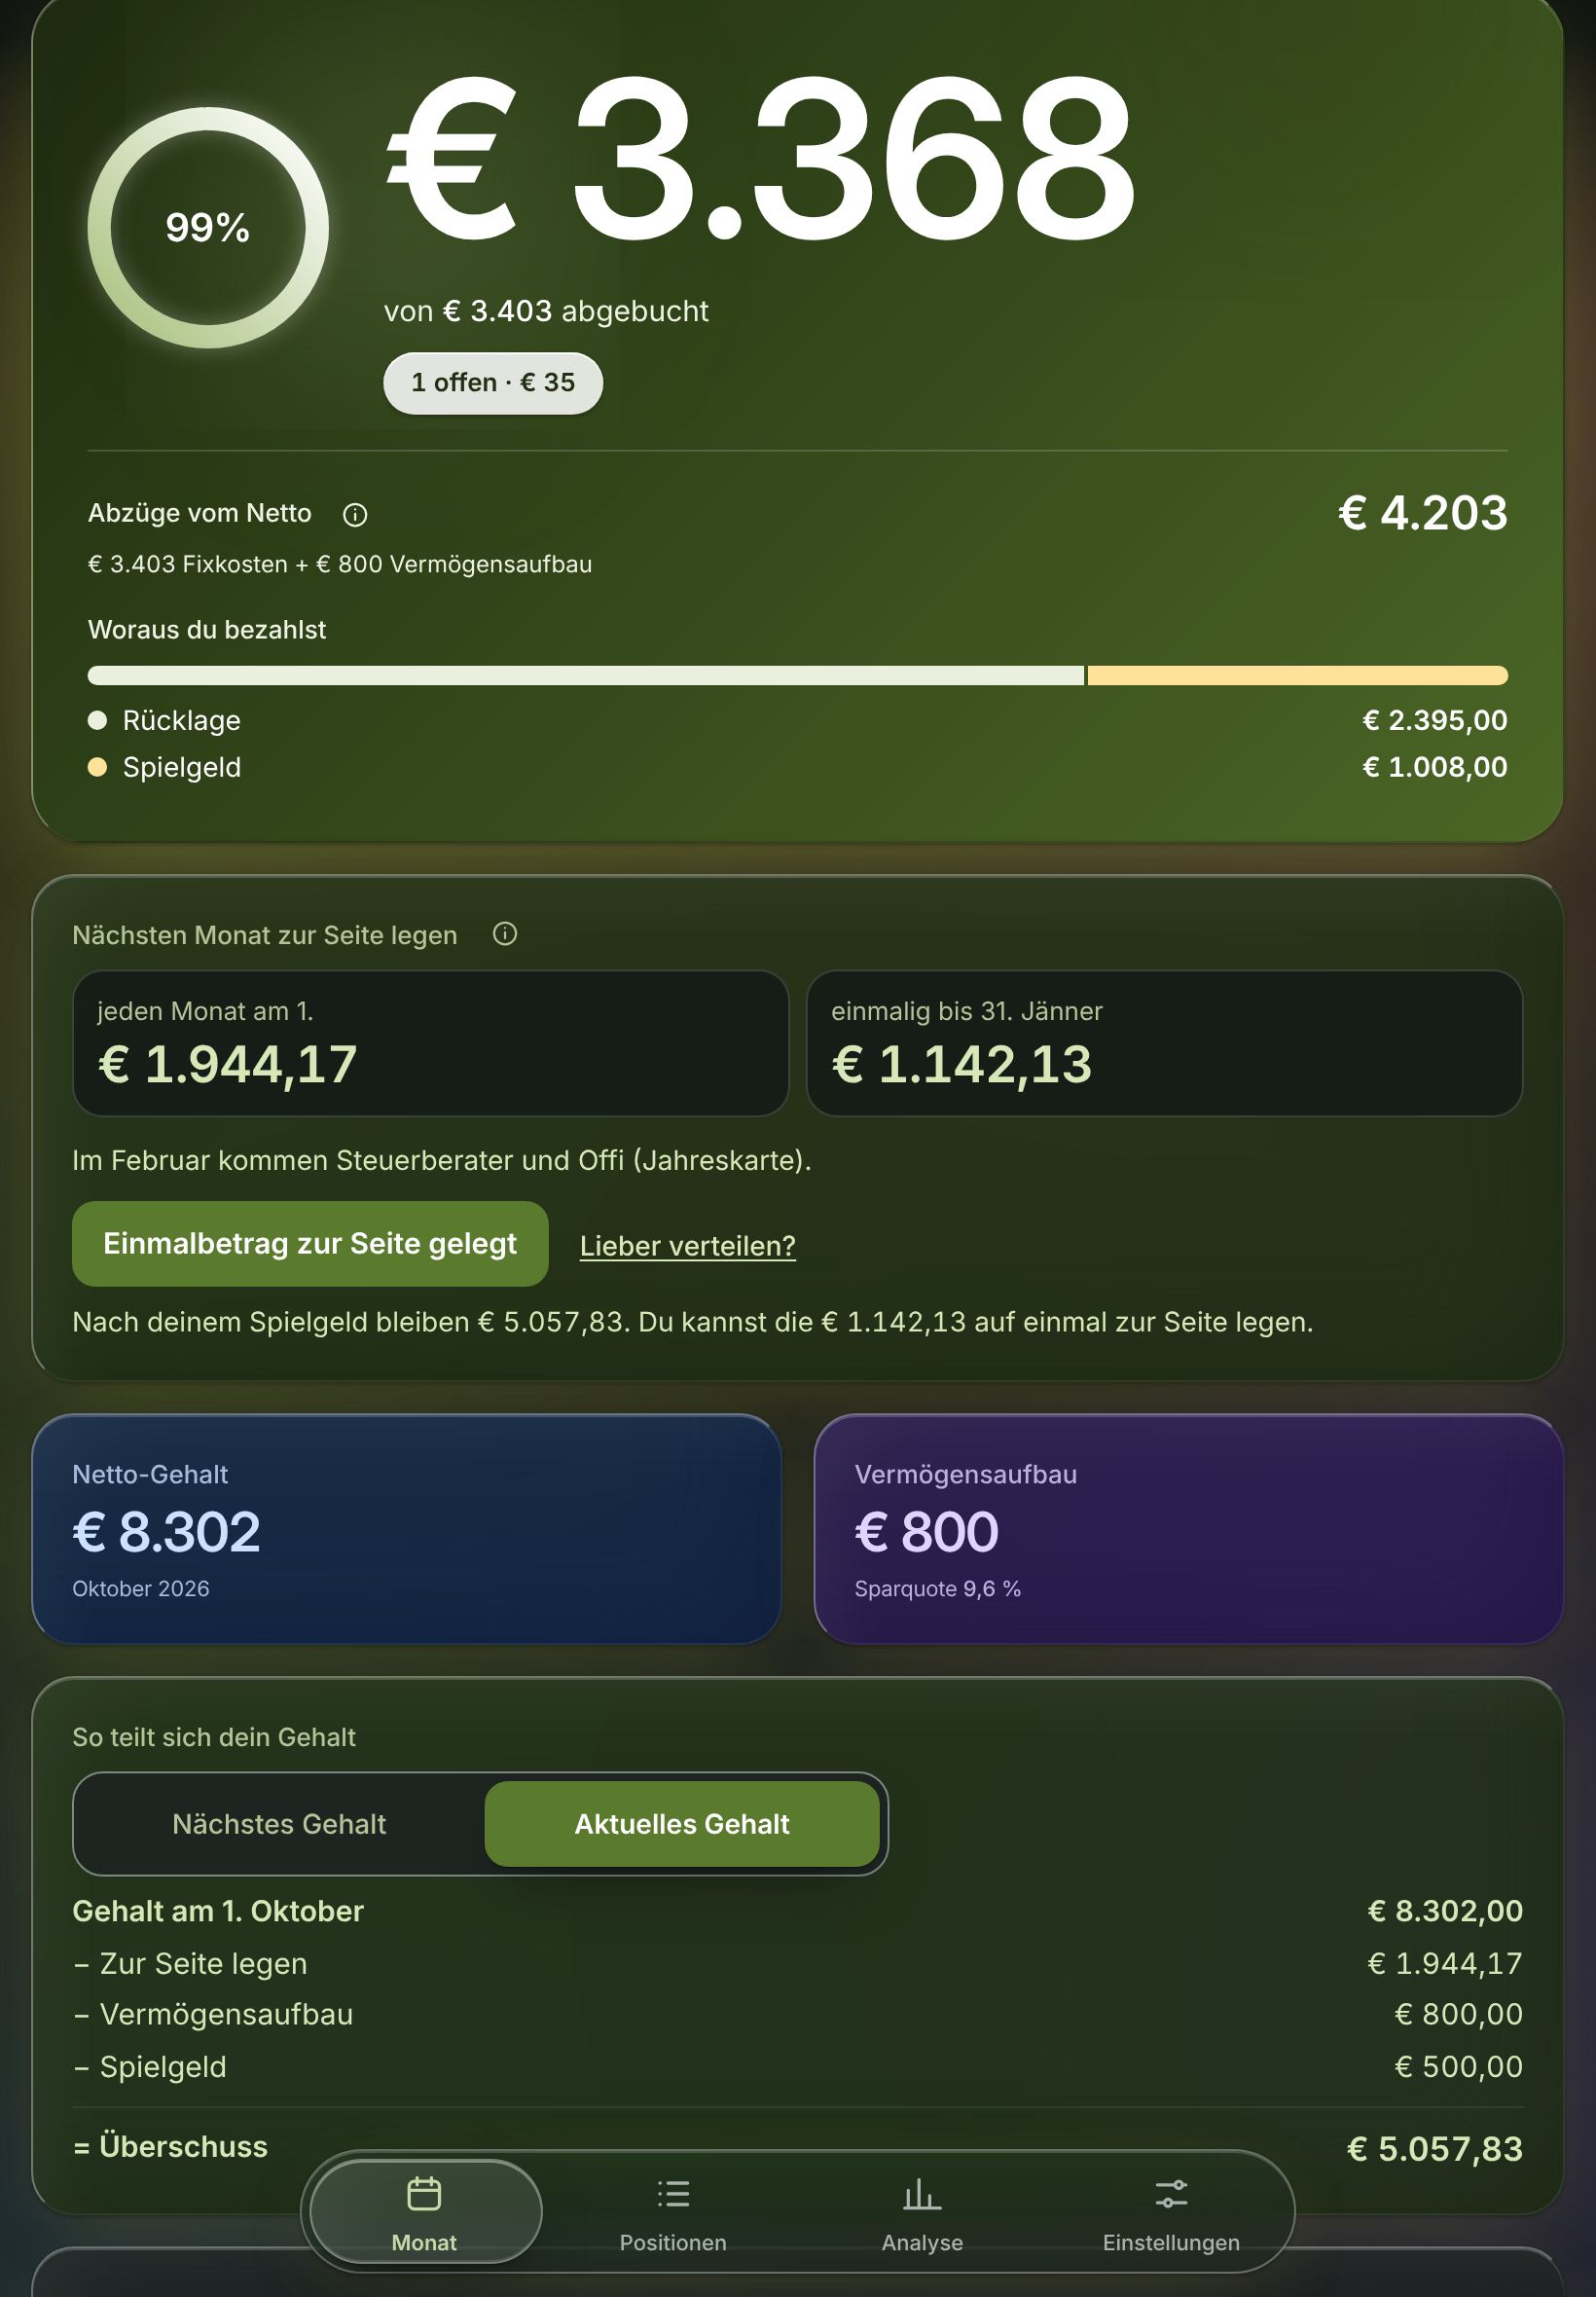 € 3.368
99%
von € 3.403 abgebucht
1 offen · € 35
Abzüge vom Netto
€ 4.203
€ 3.403 Fixkosten + € 800 Vermögensaufbau
Woraus du bezahlst
Rücklage € 2.395,00
Spielgeld € 1.008,00
Nächsten Monat zur Seite legen
jeden Monat am 1.
€ 1.944,17
einmalig bis 31. Jänner
€ 1.142,13
Im Februar kommen Steuerberater und Offi (Jahreskarte).
Einmalbetrag zur Seite gelegt
Lieber verteilen?
Nach deinem Spielgeld bleiben € 5.057,83. Du kannst die € 1.142,13 auf einmal zur Seite legen.
Netto-Gehalt
€ 8.302
Oktober 2026
Vermögensaufbau
€ 800
Sparquote 9,6 %
So teilt sich dein Gehalt
Nächstes Gehalt
Aktuelles Gehalt
Gehalt am 1. Oktober € 8.302,00
– Zur Seite legen € 1.944,17
– Vermögensaufbau € 800,00
– Spielgeld € 500,00
= Überschuss € 5.057,83
Monat
Positionen
Analyse
Einstellungen